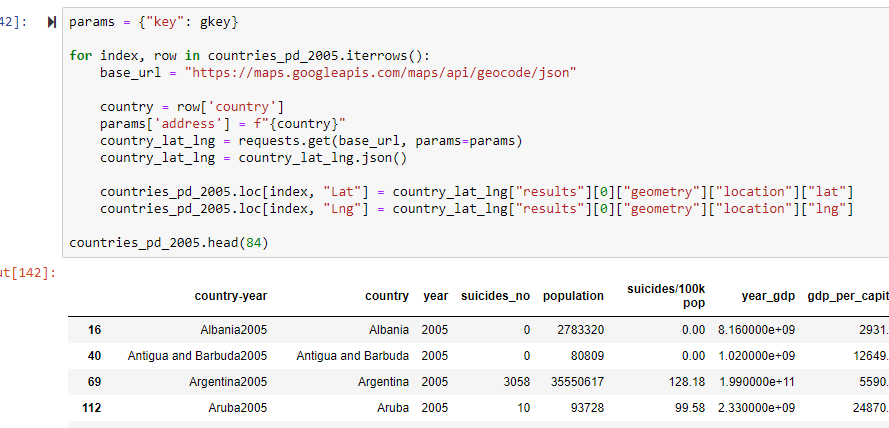 42]:
params = {"key": gkey}
for index, row in countries_pd_2005.iterrows():
base_url = "https://maps.googleapis.com/maps/api/geocode/json"
country = row['country']
params['address'] = f"{country}"
country_lat_lng = requests.get(base_url, params=params)
country_lat_lng = country_lat_lng.json()
countries_pd_2005.loc[index, "Lat"] = country_lat_lng["results"][0]["geometry"]["location"]["lat"]
countries_pd_2005.loc[index, "Lng"] = country_lat_lng["results"][0]["geometry"]["location"]["lng"]
countries_pd_2005.head(84)
ut[142]:
country-year country year suicides_no population suicides/100k pop year_gdp gdp_per_capit
16 Albania2005 Albania 2005 0 2783320 0.00 8.160000e+09 2931.
40 Antigua and Barbuda2005 Antigua and Barbuda 2005 0 80809 0.00 1.020000e+09 12649.
69 Argentina2005 Argentina 2005 3058 35550617 128.18 1.990000e+11 5590.
112 Aruba2005 Aruba 2005 10 93728 99.58 2.330000e+09 24870.